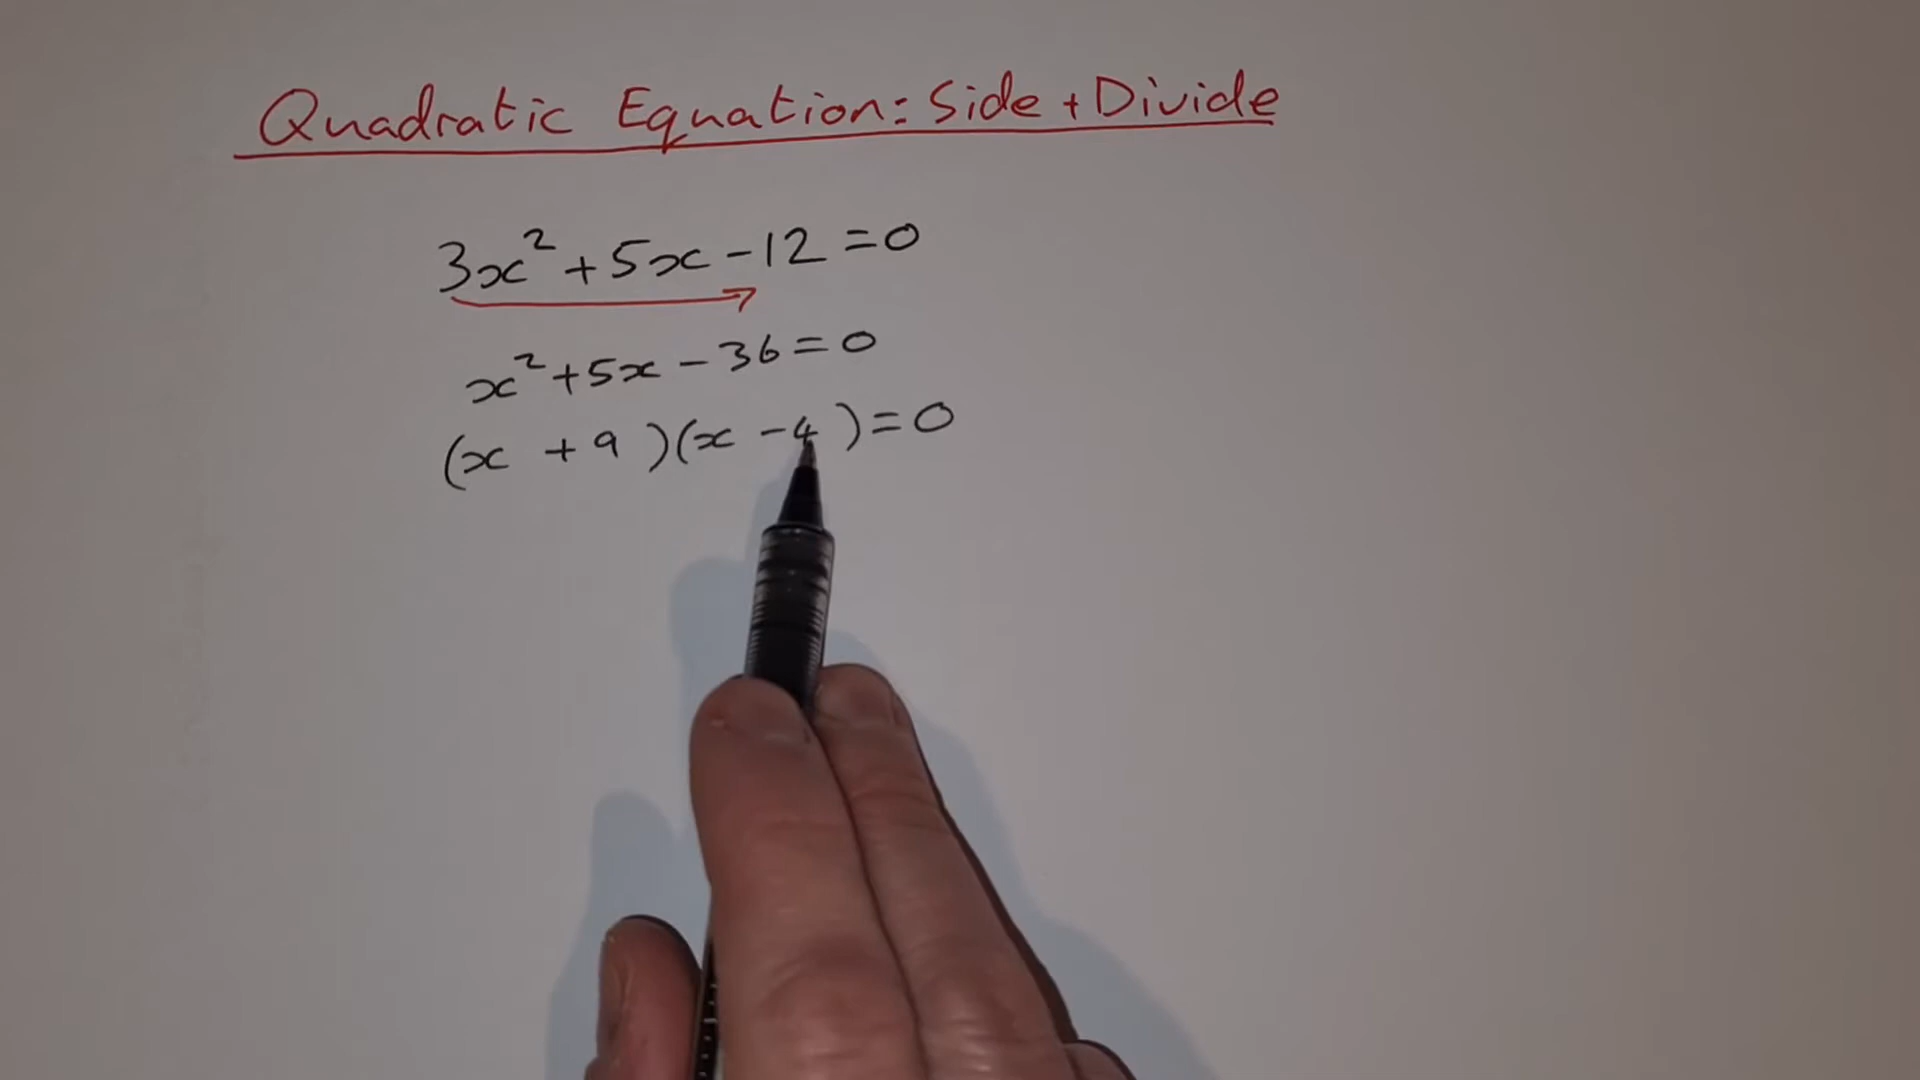 Quadratic Equation: Side + Divide
3x² + 5x - 12 = 0
x² + 5x - 36 = 0
(x + 9)(x - 4) = 0